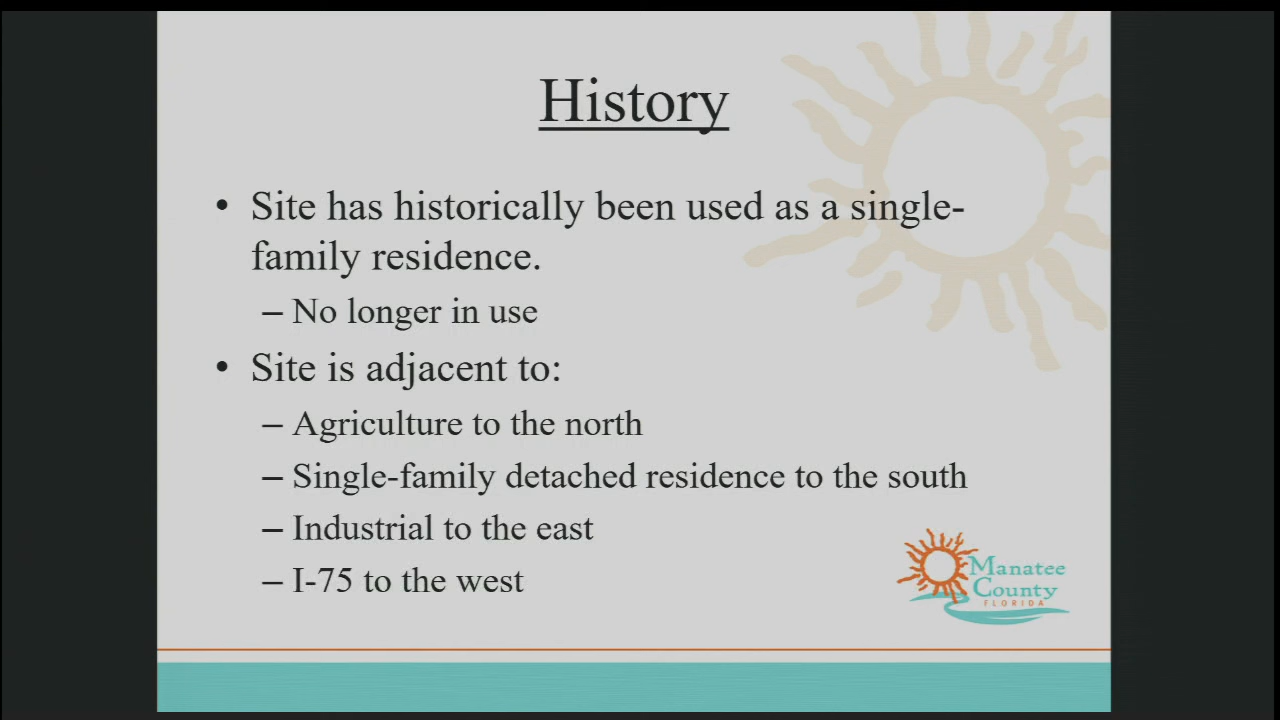 History
• Site has historically been used as a single-
family residence.
– No longer in use
• Site is adjacent to:
– Agriculture to the north
– Single-family detached residence to the south
– Industrial to the east
– I-75 to the west
Manatee
County
FLORIDA